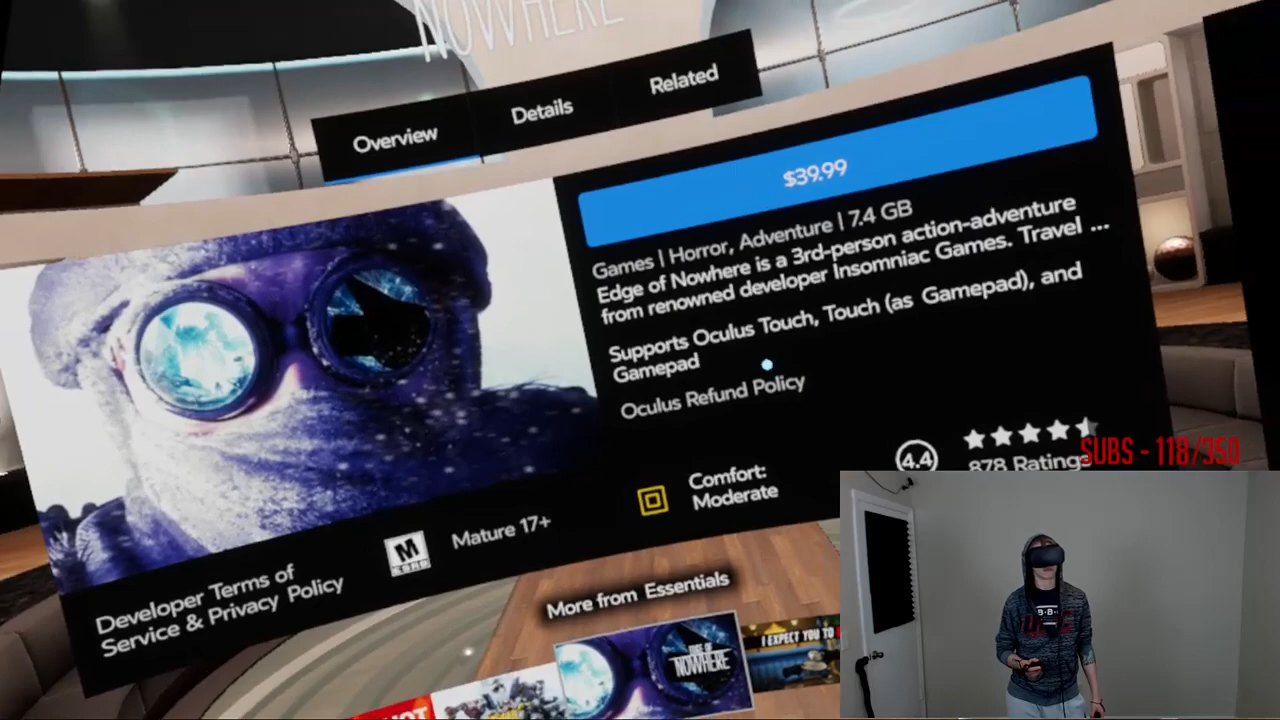 NOWHERE
Overview
Details
Related
$39.99
Games | Horror, Adventure | 7.4 GB
Edge of Nowhere is a 3rd-person action-adventure
from renowned developer Insomniac Games. Travel ...
Supports Oculus Touch, Touch (as Gamepad), and
Gamepad
Oculus Refund Policy
4.4
878 Ratings
SUBS - 118/350
Comfort:
Moderate
M
Mature 17+
Developer Terms of
Service & Privacy Policy
More from Essentials
EDGE OF
NOWHERE
I EXPECT YOU TO